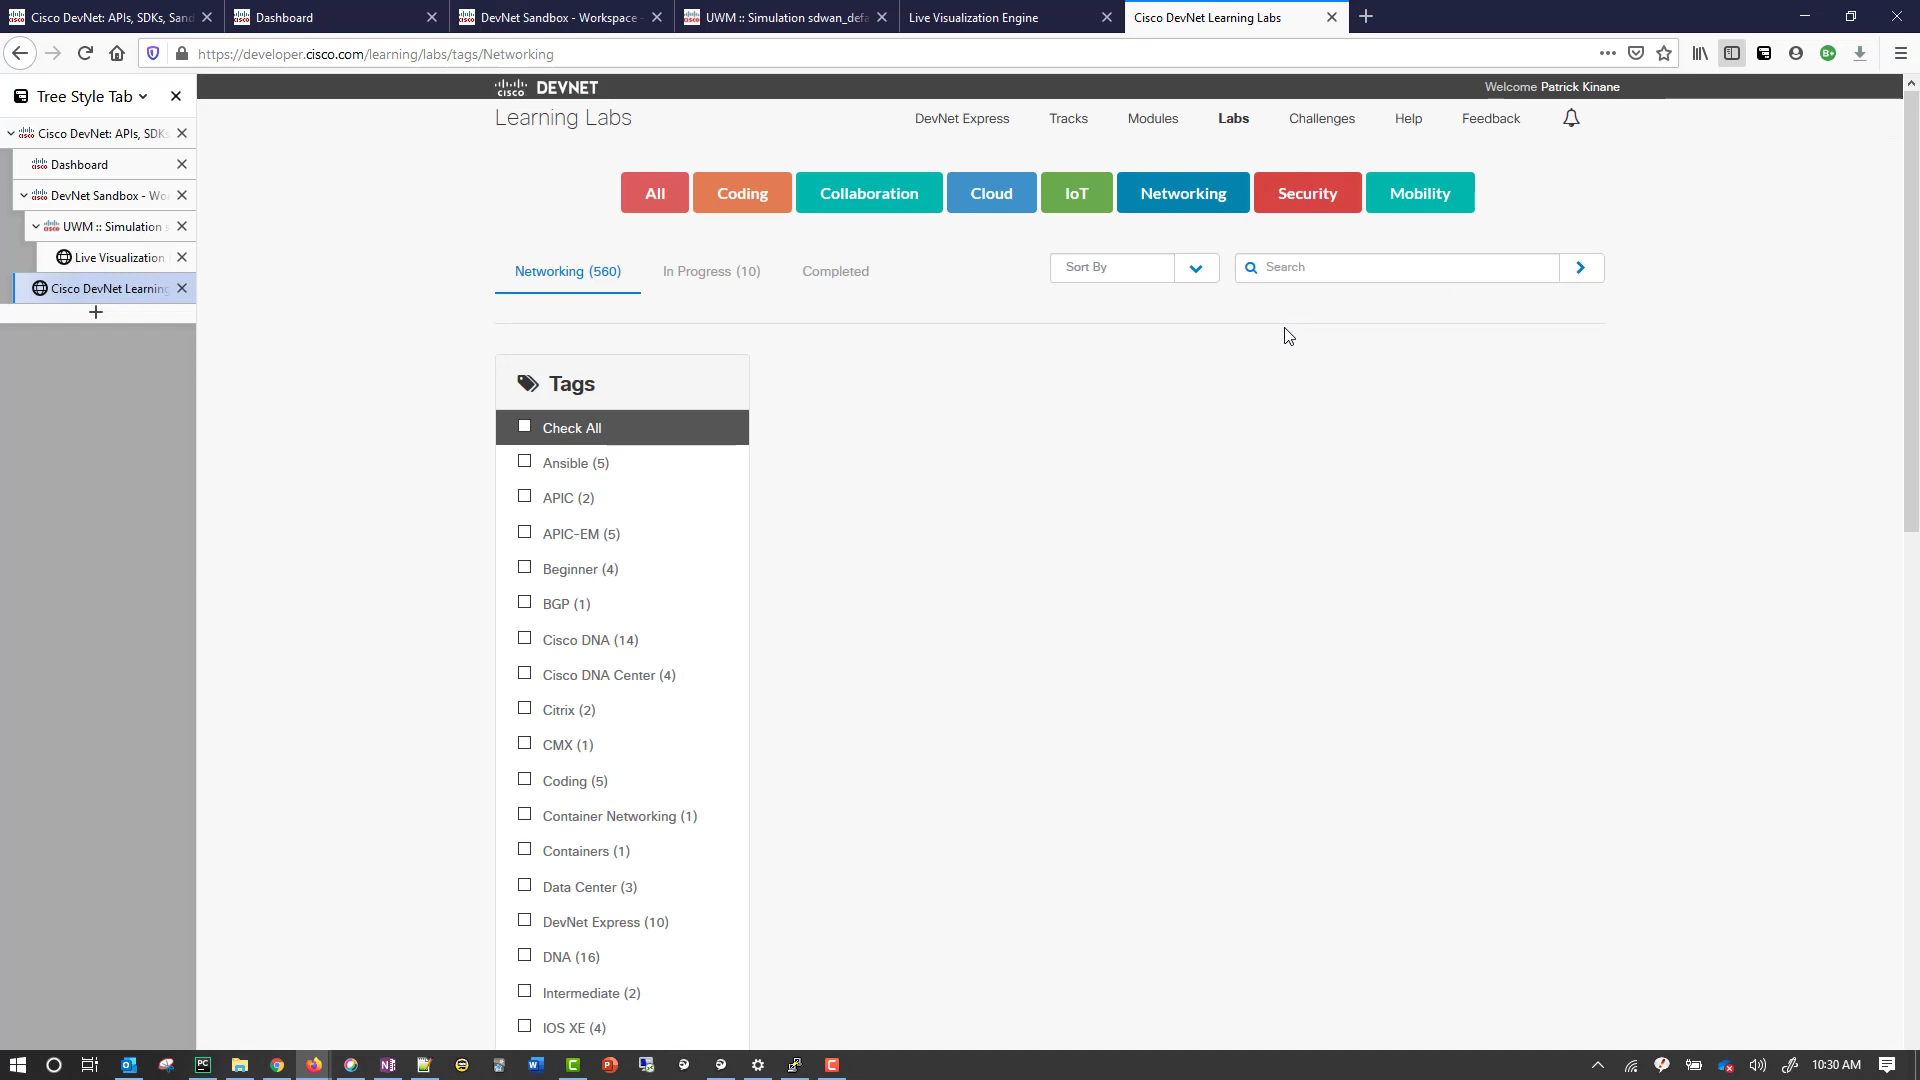 Cisco DevNet: APIs, SDKs, Sand
Dashboard
DevNet Sandbox - Workspace -
UWM :: Simulation sdwan_defa
Live Visualization Engine
Cisco DevNet Learning Labs
https://developer.cisco.com/learning/labs/tags/Networking
Tree Style Tab
Cisco DevNet: APIs, SDKs
Dashboard
DevNet Sandbox - Wo
UWM :: Simulation s
Live Visualization
Cisco DevNet Learning
cisco DEVNET
Welcome Patrick Kinane
Learning Labs
DevNet Express
Tracks
Modules
Labs
Challenges
Help
Feedback
All
Coding
Collaboration
Cloud
IoT
Networking
Security
Mobility
Networking (560)
In Progress (10)
Completed
Sort By
Search
Tags
Check All
Ansible (5)
APIC (2)
APIC-EM (5)
Beginner (4)
BGP (1)
Cisco DNA (14)
Cisco DNA Center (4)
Citrix (2)
CMX (1)
Coding (5)
Container Networking (1)
Containers (1)
Data Center (3)
DevNet Express (10)
DNA (16)
Intermediate (2)
IOS XE (4)
10:30 AM